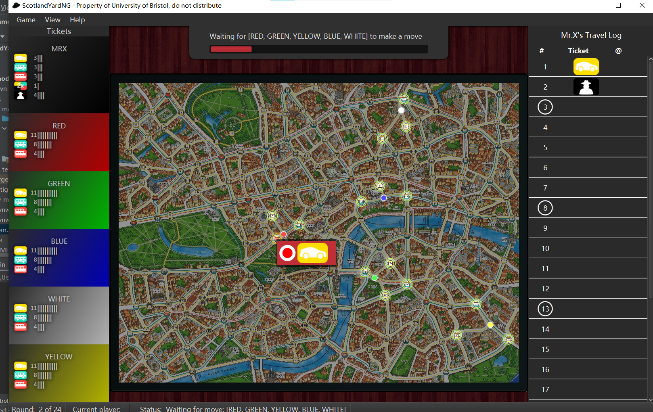 ScotlandYardNG - Property of University of Bristol, do not distribute
Game View Help
Tickets
MRX
3
3
3
1
4
RED
11
8
4
GREEN
11
8
4
BLUE
11
8
4
WHITE
11
8
4
YELLOW
11
8
4
Waiting for [RED, GREEN, YELLOW, BLUE, WHITE] to make a move
Mr.X's Travel Log
# Ticket @
1
2
3
4
5
6
7
8
9
10
11
12
13
14
15
16
17
Round: 2 of 24 Current player: Status: Waiting for move: [RED, GREEN, YELLOW, BLUE, WHITE]